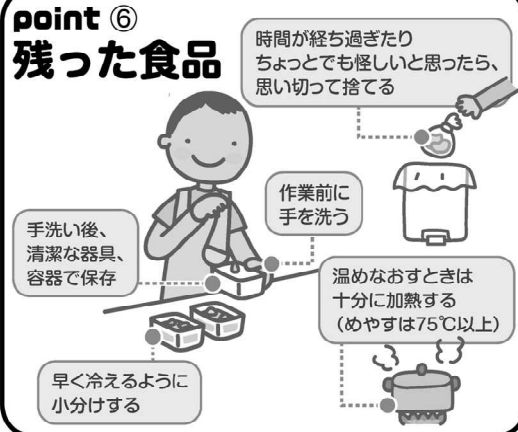 point ⑥
残った食品
時間が経ち過ぎたり
ちょっとでも怪しいと思ったら、
思い切って捨てる
作業前に
手を洗う
手洗い後、
清潔な器具、
容器で保存
温めなおすときは
十分に加熱する
(めやすは75℃以上)
早く冷えるように
小分けする